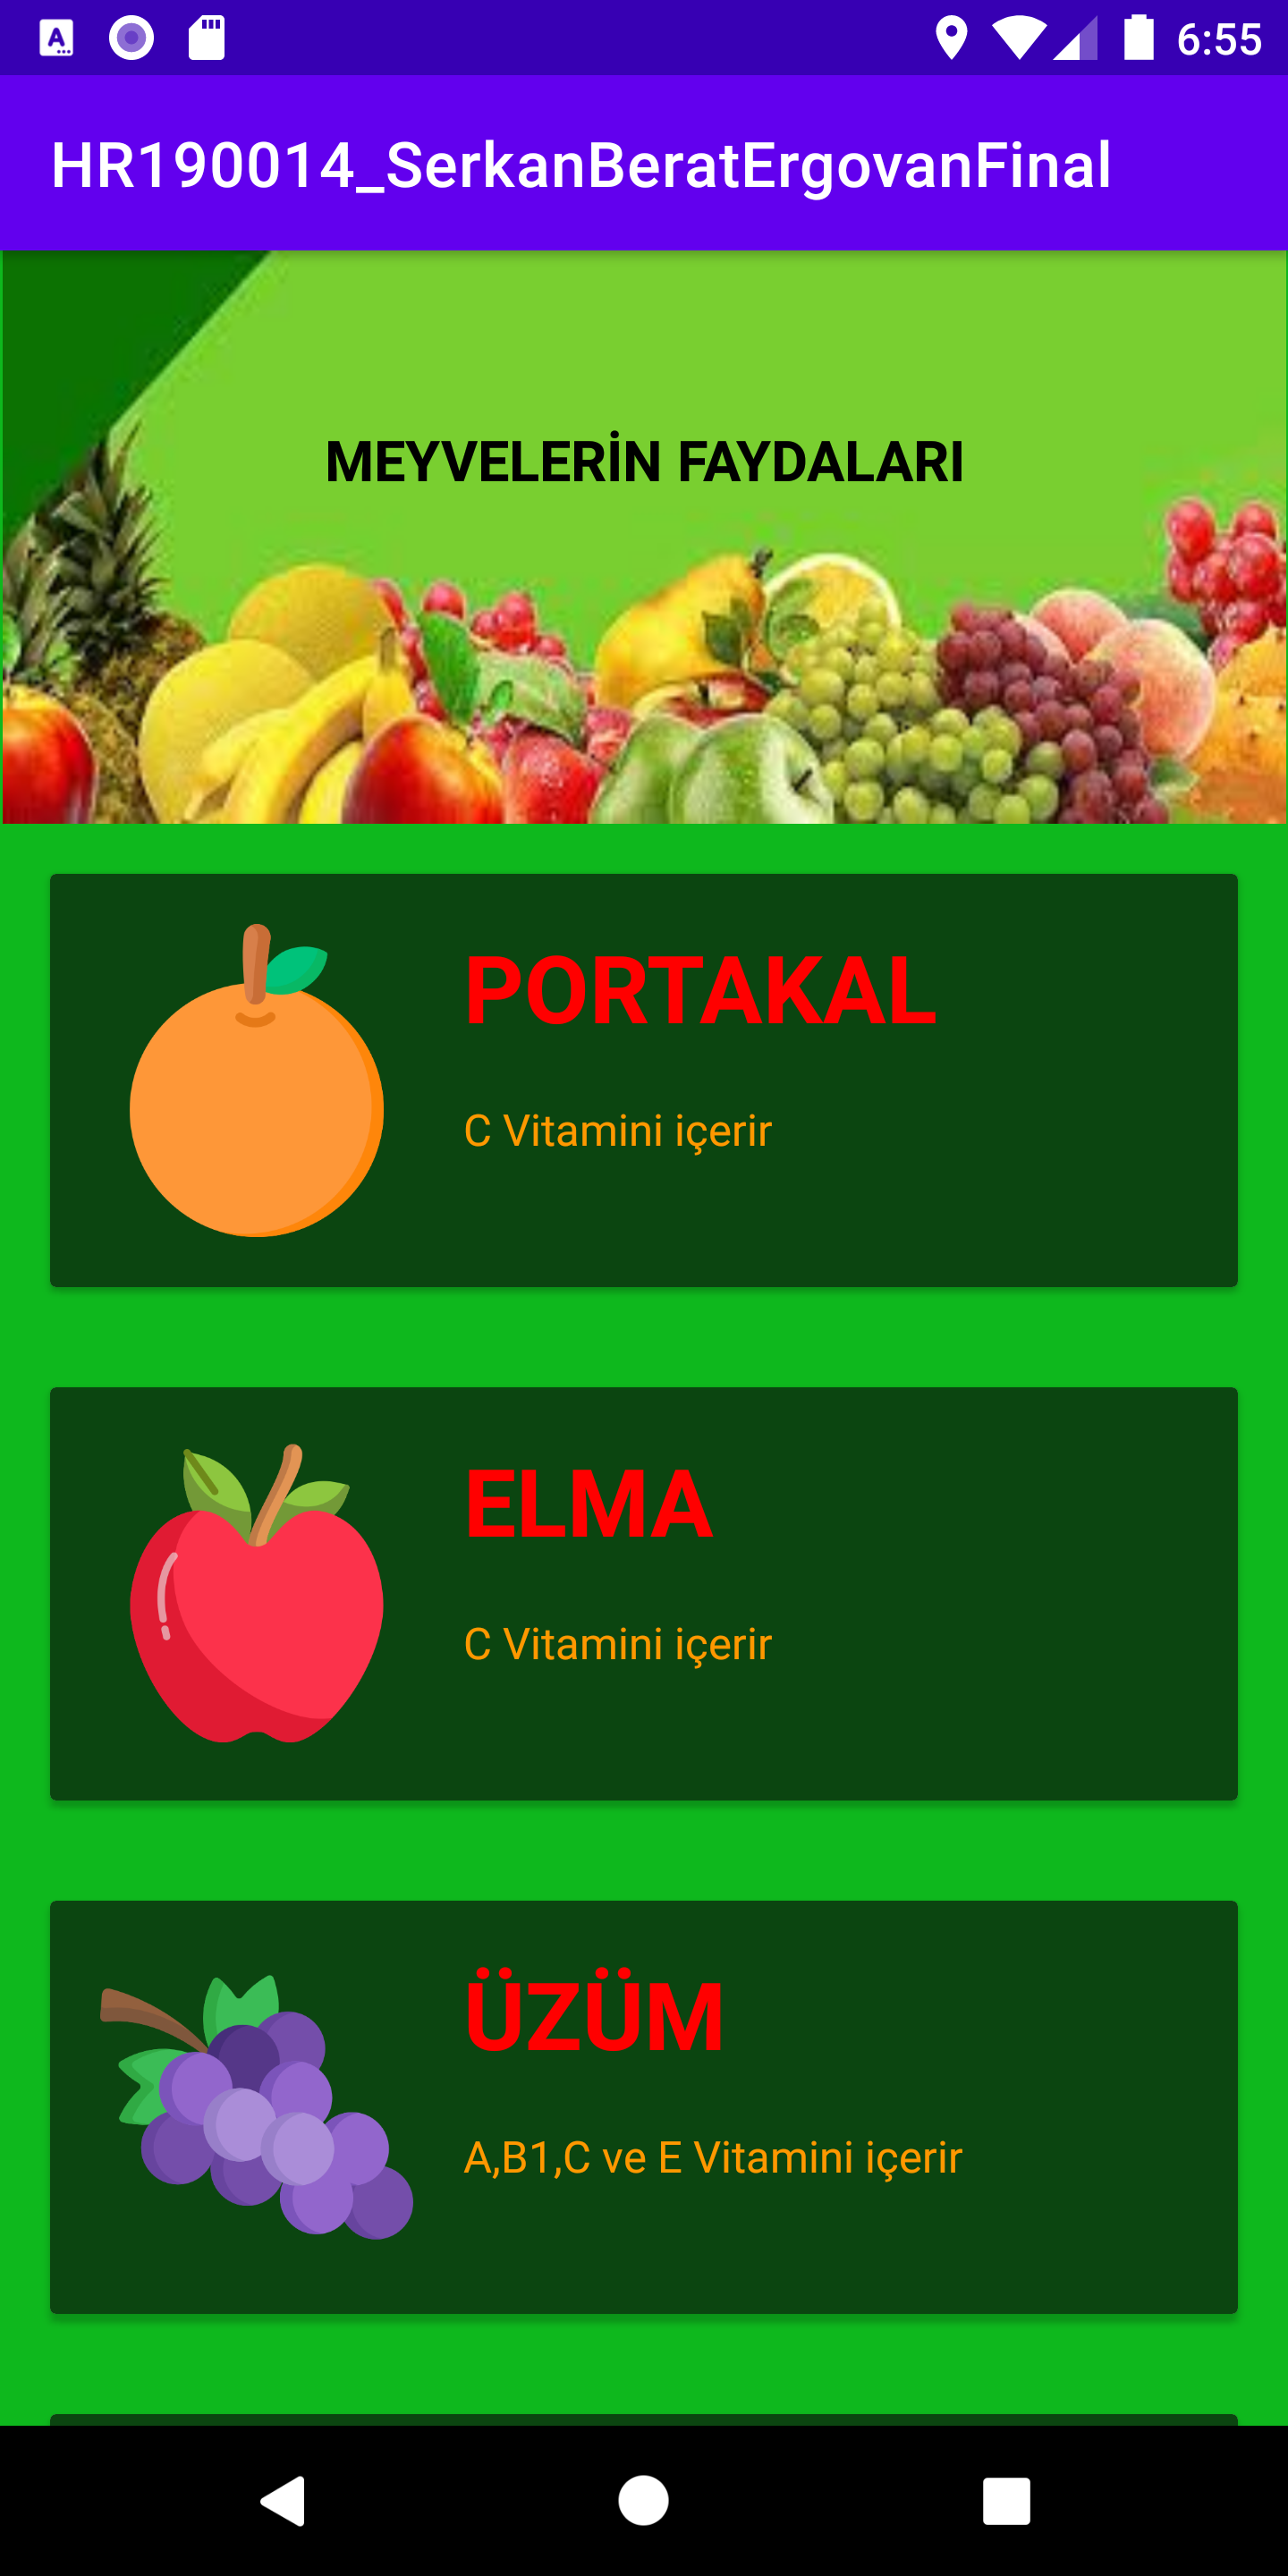 6:55
HR190014_SerkanBeratErgovanFinal
MEYVELERİN FAYDALARI
PORTAKAL
C Vitamini içerir
ELMA
C Vitamini içerir
ÜZÜM
A,B1,C ve E Vitamini içerir